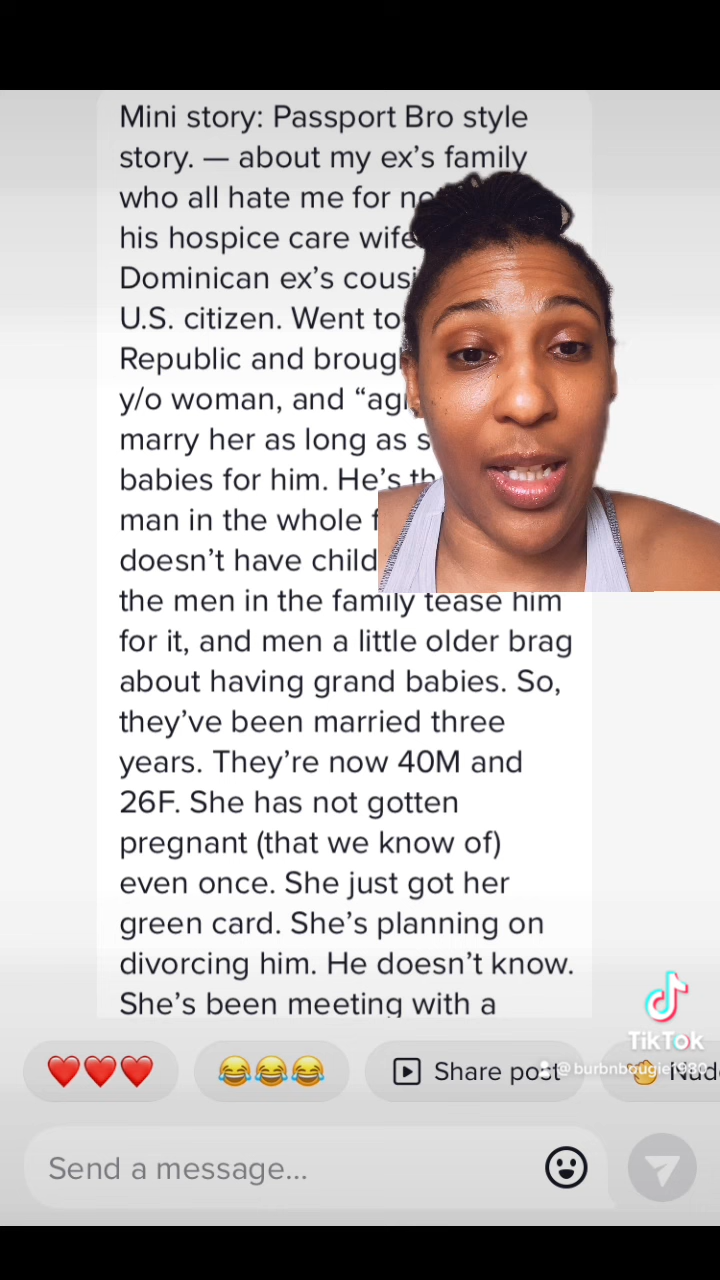 Mini story: Passport Bro style
story. — about my ex's family
who all hate me for
his hospice care wife
Dominican ex's
U.S. citizen. Went to
Republic and
y/o woman, and
marry her as long as
babies for him. He's
man in the whole
doesn't have
the men in the family tease him
for it, and men a little older brag
about having grand babies. So,
they've been married three
years. They're now 40M and
26F. She has not gotten
pregnant (that we know of)
even once. She just got her
green card. She's planning on
divorcing him. He doesn't know.
She's been meeting with a
TikTok
Share post
@burbnbougie1980
Send a message...